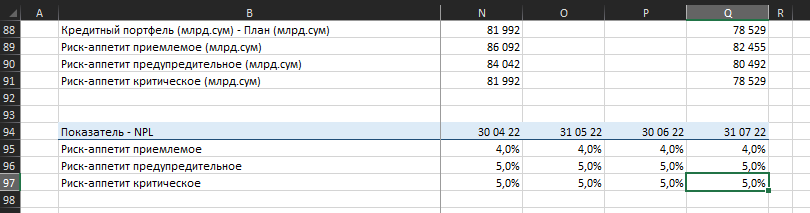 A B N O P Q R
88 Кредитный портфель (млрд.сум) - План (млрд.сум) 81 992 78 529
89 Риск-аппетит приемлемое (млрд.сум) 86 092 82 455
90 Риск-аппетит предупредительное (млрд.сум) 84 042 80 492
91 Риск-аппетит критическое (млрд.сум) 81 992 78 529
92
93
94 Показатель - NPL 30 04 22 31 05 22 30 06 22 31 07 22
95 Риск-аппетит приемлемое 4,0% 4,0% 4,0% 4,0%
96 Риск-аппетит предупредительное 5,0% 5,0% 5,0% 5,0%
97 Риск-аппетит критическое 5,0% 5,0% 5,0% 5,0%
98